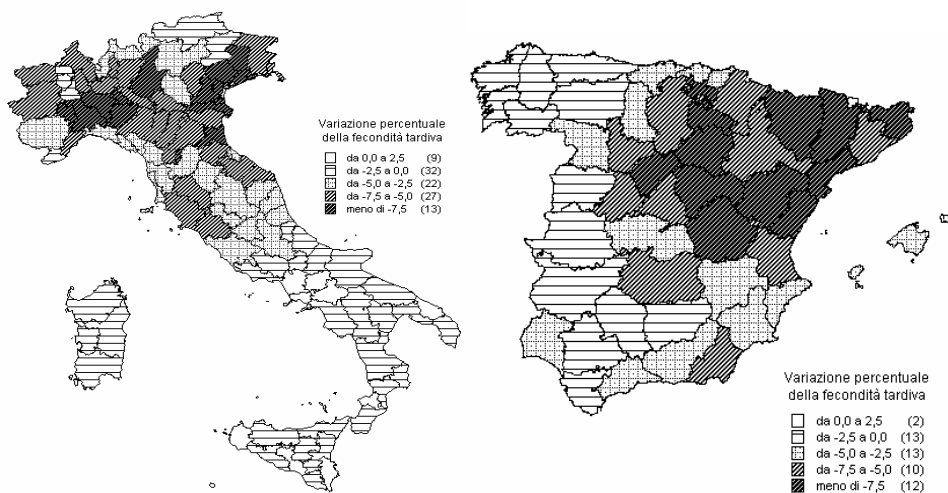 Variazione percentuale
della fecondità tardiva
da 0,0 a 2,5 (9)
da -2,5 a 0,0 (32)
da -5,0 a -2,5 (22)
da -7,5 a -5,0 (27)
meno di -7,5 (13)
Variazione percentuale
della fecondità tardiva
da 0,0 a 2,5 (2)
da -2,5 a 0,0 (13)
da -5,0 a -2,5 (13)
da -7,5 a -5,0 (10)
meno di -7,5 (12)